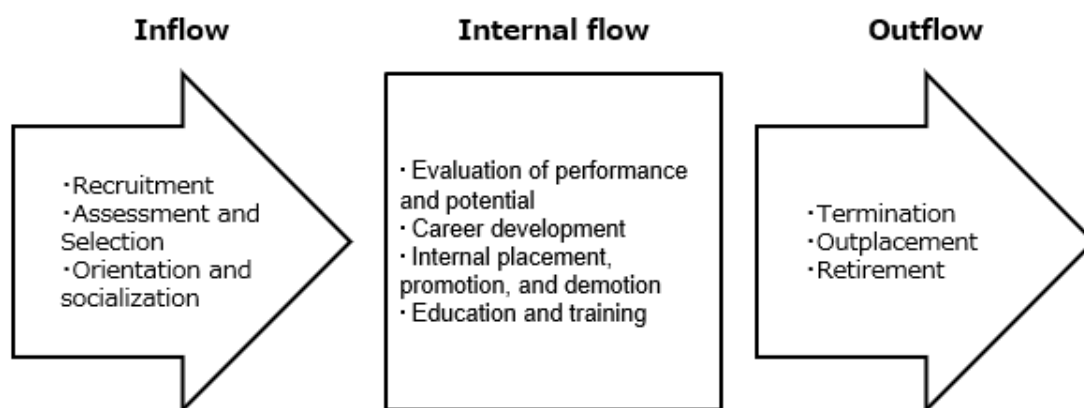 Inflow
Internal flow
Outflow
・Recruitment
・Assessment and
Selection
・Orientation and
socialization
・Evaluation of performance
and potential
・Career development
・Internal placement,
promotion, and demotion
・Education and training
・Termination
・Outplacement
・Retirement